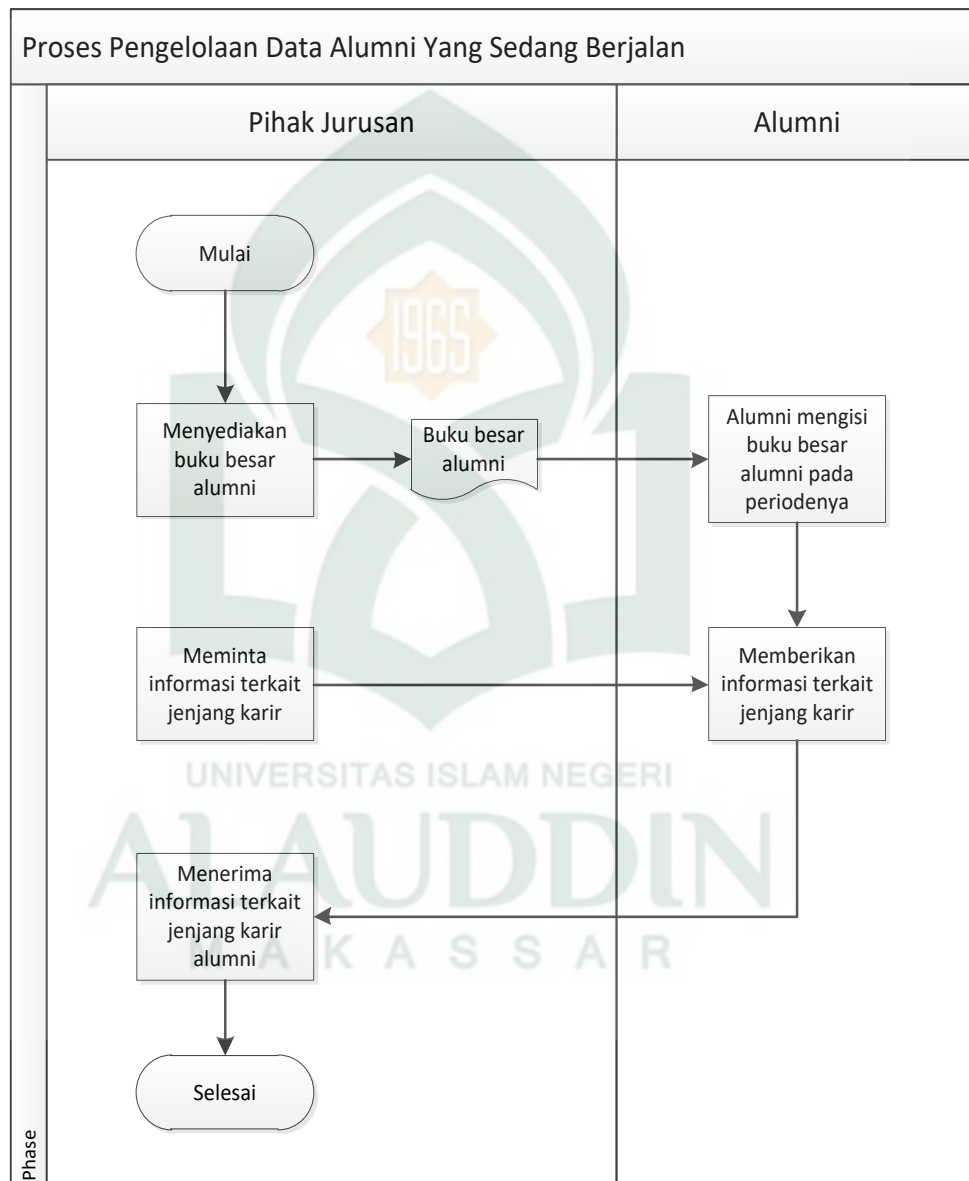 Proses Pengelolaan Data Alumni Yang Sedang Berjalan
Pihak Jurusan
Alumni
Mulai
1965
Menyediakan
buku besar
alumni
Buku besar
alumni
Alumni mengisi
buku besar
alumni pada
periodenya
Meminta
informasi terkait
jenjang karir
Memberikan
informasi terkait
jenjang karir
UNIVERSITAS ISLAM NEGERI
ALAUDDIN
MAKASSAR
Menerima
informasi terkait
jenjang karir
alumni
Selesai
Phase